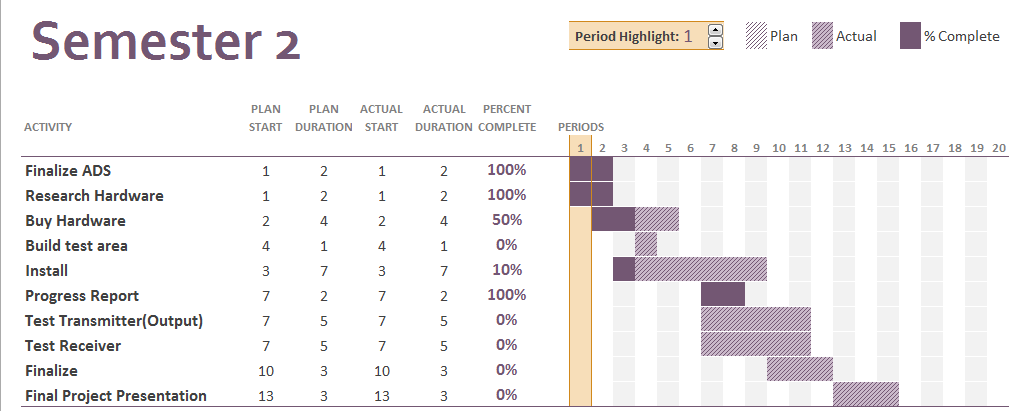 Semester 2
Period Highlight: 1
Plan
Actual
% Complete
PLAN PLAN ACTUAL ACTUAL PERCENT
ACTIVITY START DURATION START DURATION COMPLETE PERIODS
1 2 3 4 5 6 7 8 9 10 11 12 13 14 15 16 17 18 19 20
Finalize ADS 1 2 1 2 100%
Research Hardware 1 2 1 2 100%
Buy Hardware 2 4 2 4 50%
Build test area 4 1 4 1 0%
Install 3 7 3 7 10%
Progress Report 7 2 7 2 100%
Test Transmitter(Output) 7 5 7 5 0%
Test Receiver 7 5 7 5 0%
Finalize 10 3 10 3 0%
Final Project Presentation 13 3 13 3 0%